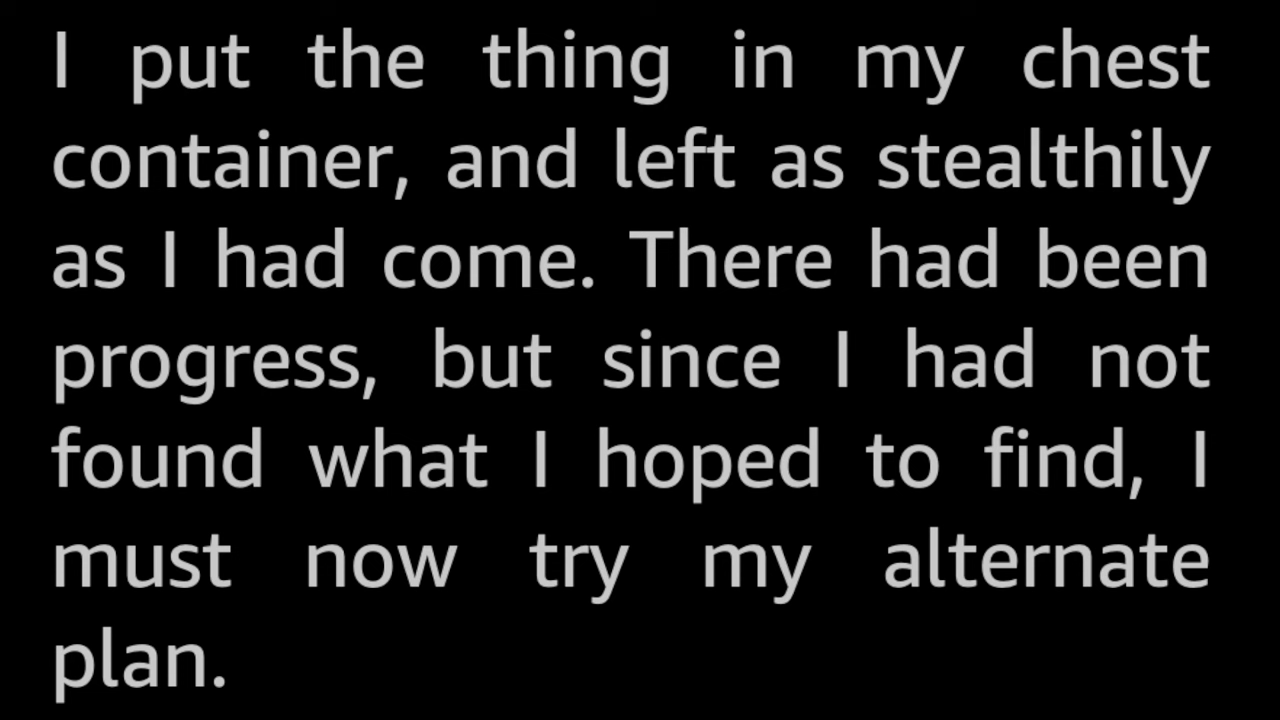 I put the thing in my chest
container, and left as stealthily
as I had come. There had been
progress, but since I had not
found what I hoped to find, I
must now try my alternate
plan.